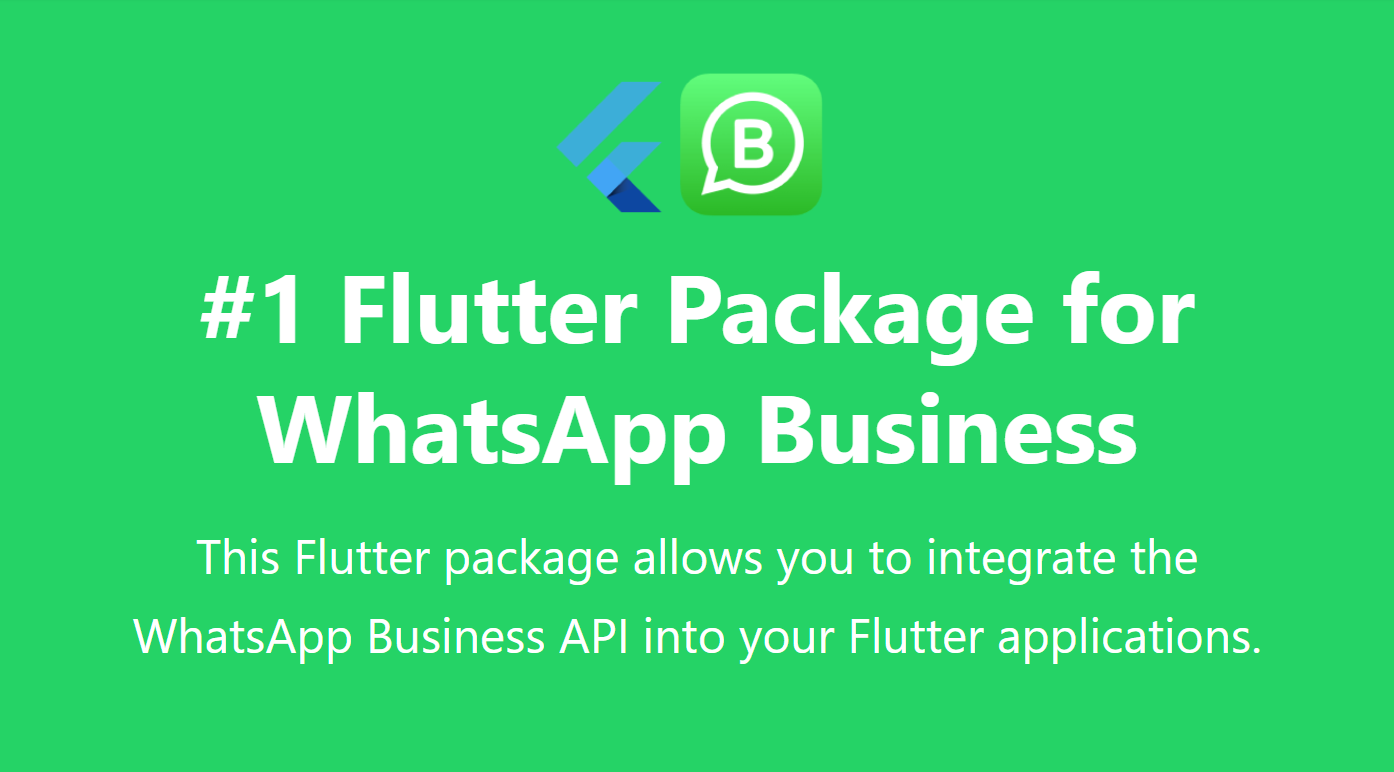 B
#1 Flutter Package for
WhatsApp Business
This Flutter package allows you to integrate the
WhatsApp Business API into your Flutter applications.